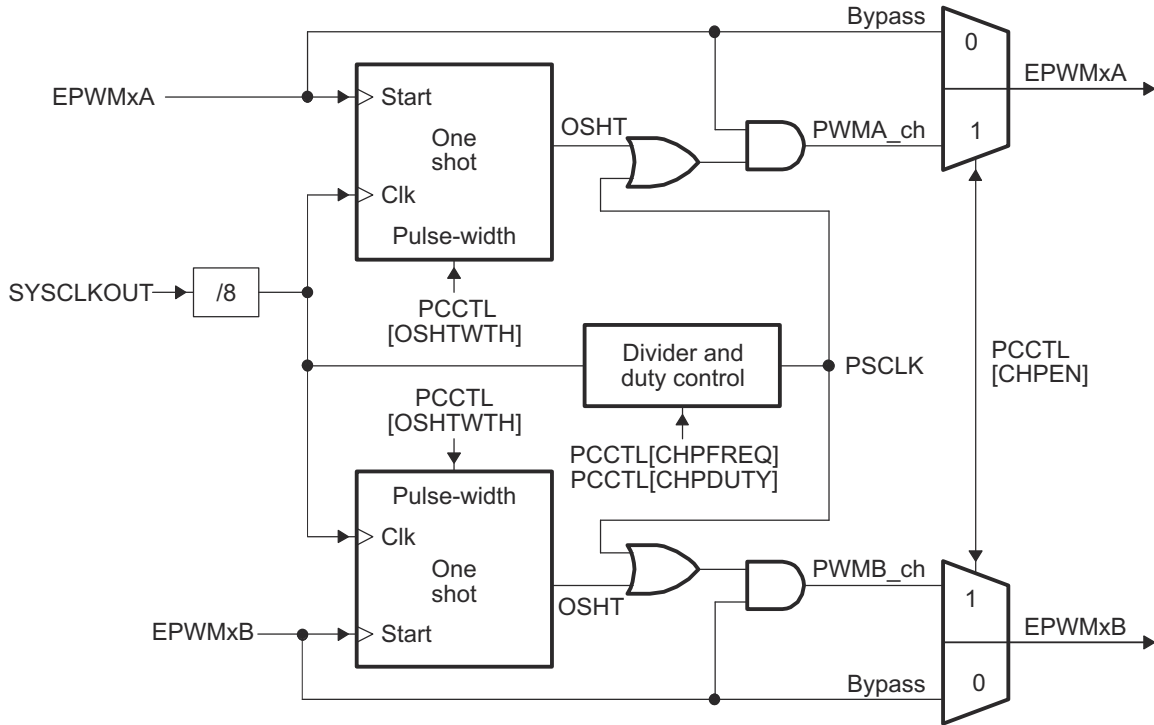 Bypass
0
EPWMxA
EPWMxA
Start
OSHT
PWMA_ch
1
One
shot
Clk
Pulse-width
SYSCLKOUT
/8
PCCTL
[OSHTWTH]
Divider and
duty control
PSCLK
PCCTL
[CHPEN]
PCCTL
[OSHTWTH]
PCCTL[CHPFREQ]
PCCTL[CHPDUTY]
Pulse-width
Clk
One
shot
OSHT
PWMB_ch
1
EPWMxB
Start
EPWMxB
Bypass
0